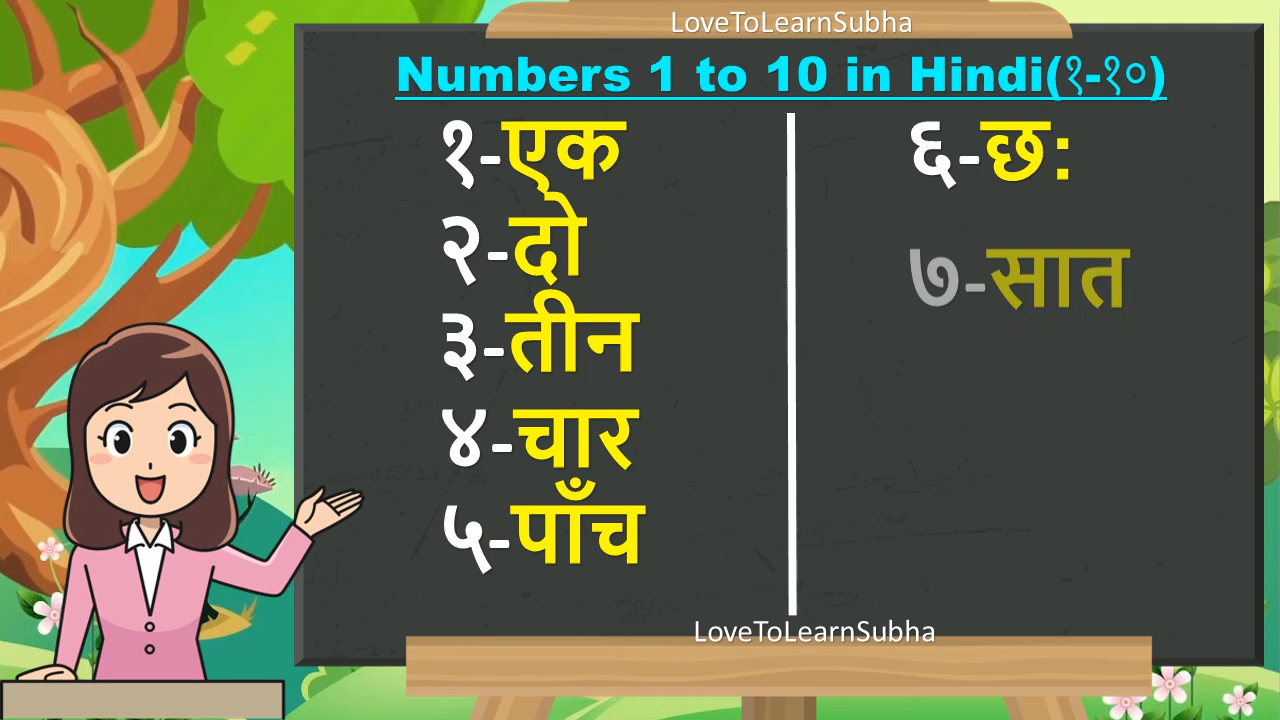 LoveToLearnSubha
Numbers 1 to 10 in Hindi(१-१०)
१-एक
२-दो
३-तीन
४-चार
५-पाँच
६-छ:
७-सात
LoveToLearnSubha